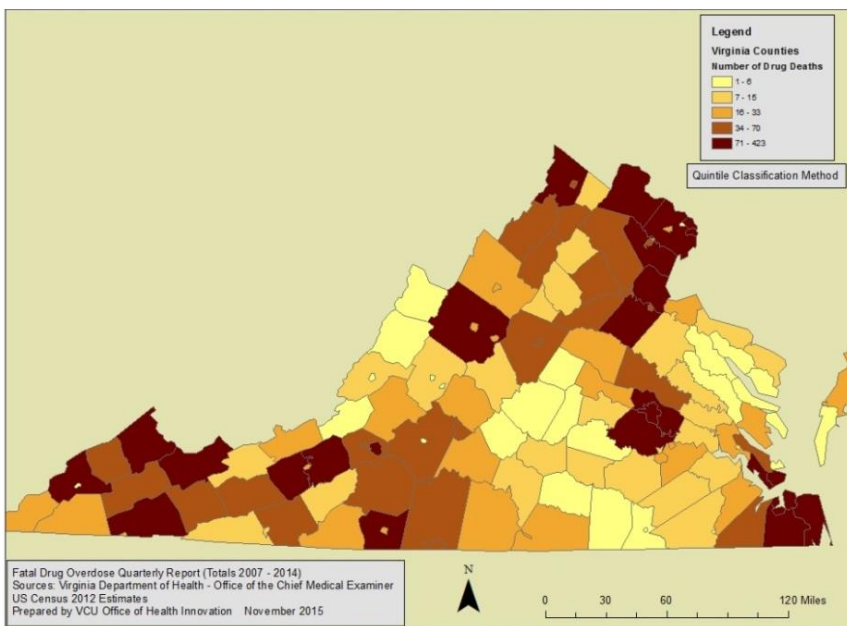 Legend
Virginia Counties
Number of Drug Deaths
1 - 6
7 - 15
16 - 33
34 - 70
71 - 423
Quintile Classification Method
Fatal Drug Overdose Quarterly Report (Totals 2007 - 2014)
Sources: Virginia Department of Health - Office of the Chief Medical Examiner
US Census 2012 Estimates
Prepared by VCU Office of Health Innovation November 2015
N
0 30 60 120 Miles